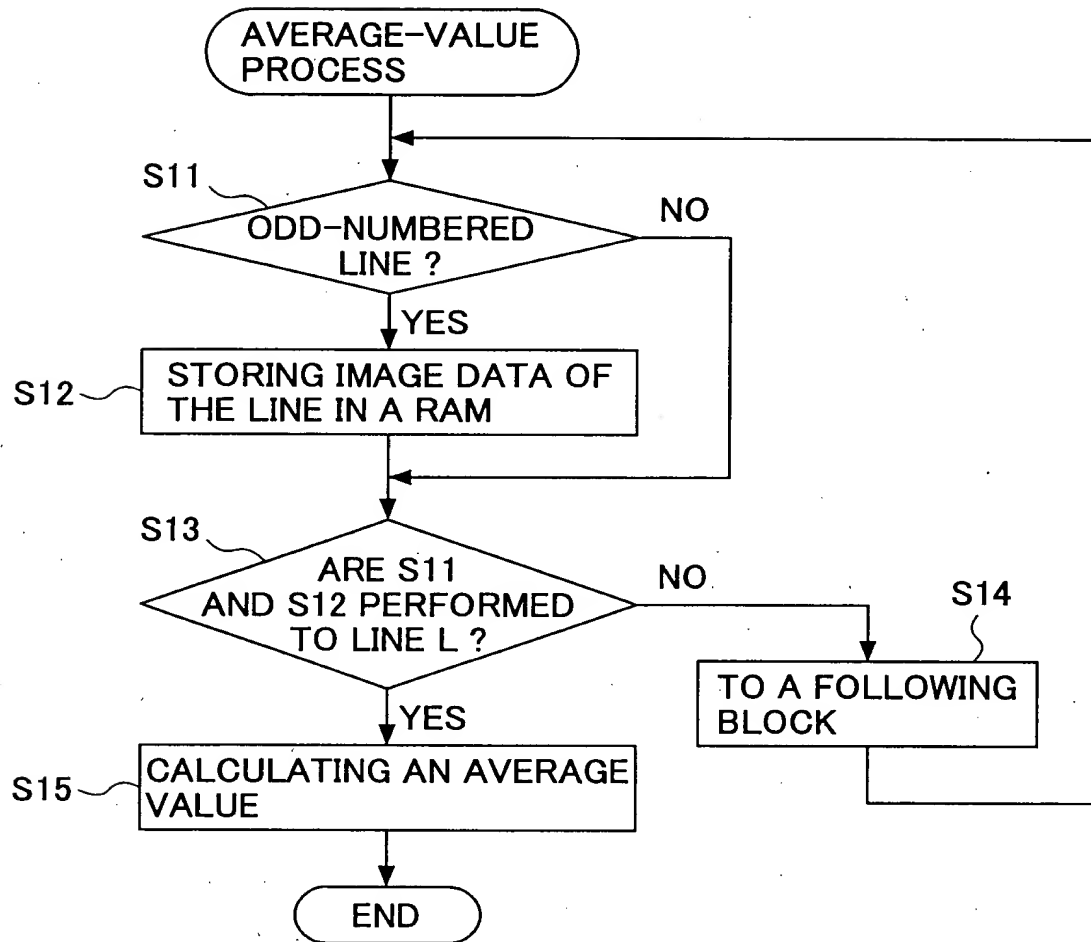 AVERAGE-VALUE
PROCESS
S11
ODD-NUMBERED
LINE ?
NO
YES
S12
STORING IMAGE DATA OF
THE LINE IN A RAM
S13
ARE S11
AND S12 PERFORMED
TO LINE L ?
NO
S14
TO A FOLLOWING
BLOCK
YES
S15
CALCULATING AN AVERAGE
VALUE
END